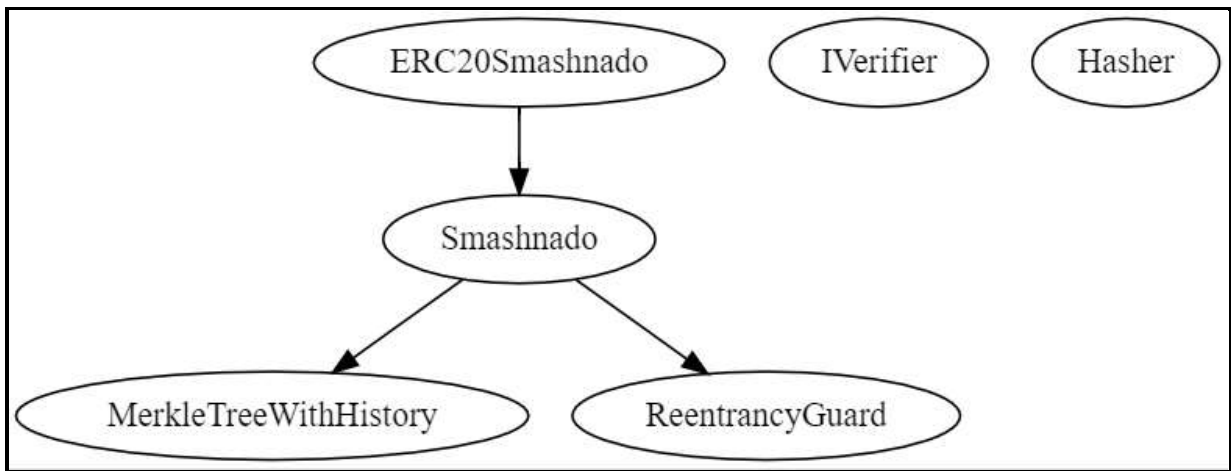 ERC20Smashnado
IVerifier
Hasher
Smashnado
MerkleTreeWithHistory
ReentrancyGuard